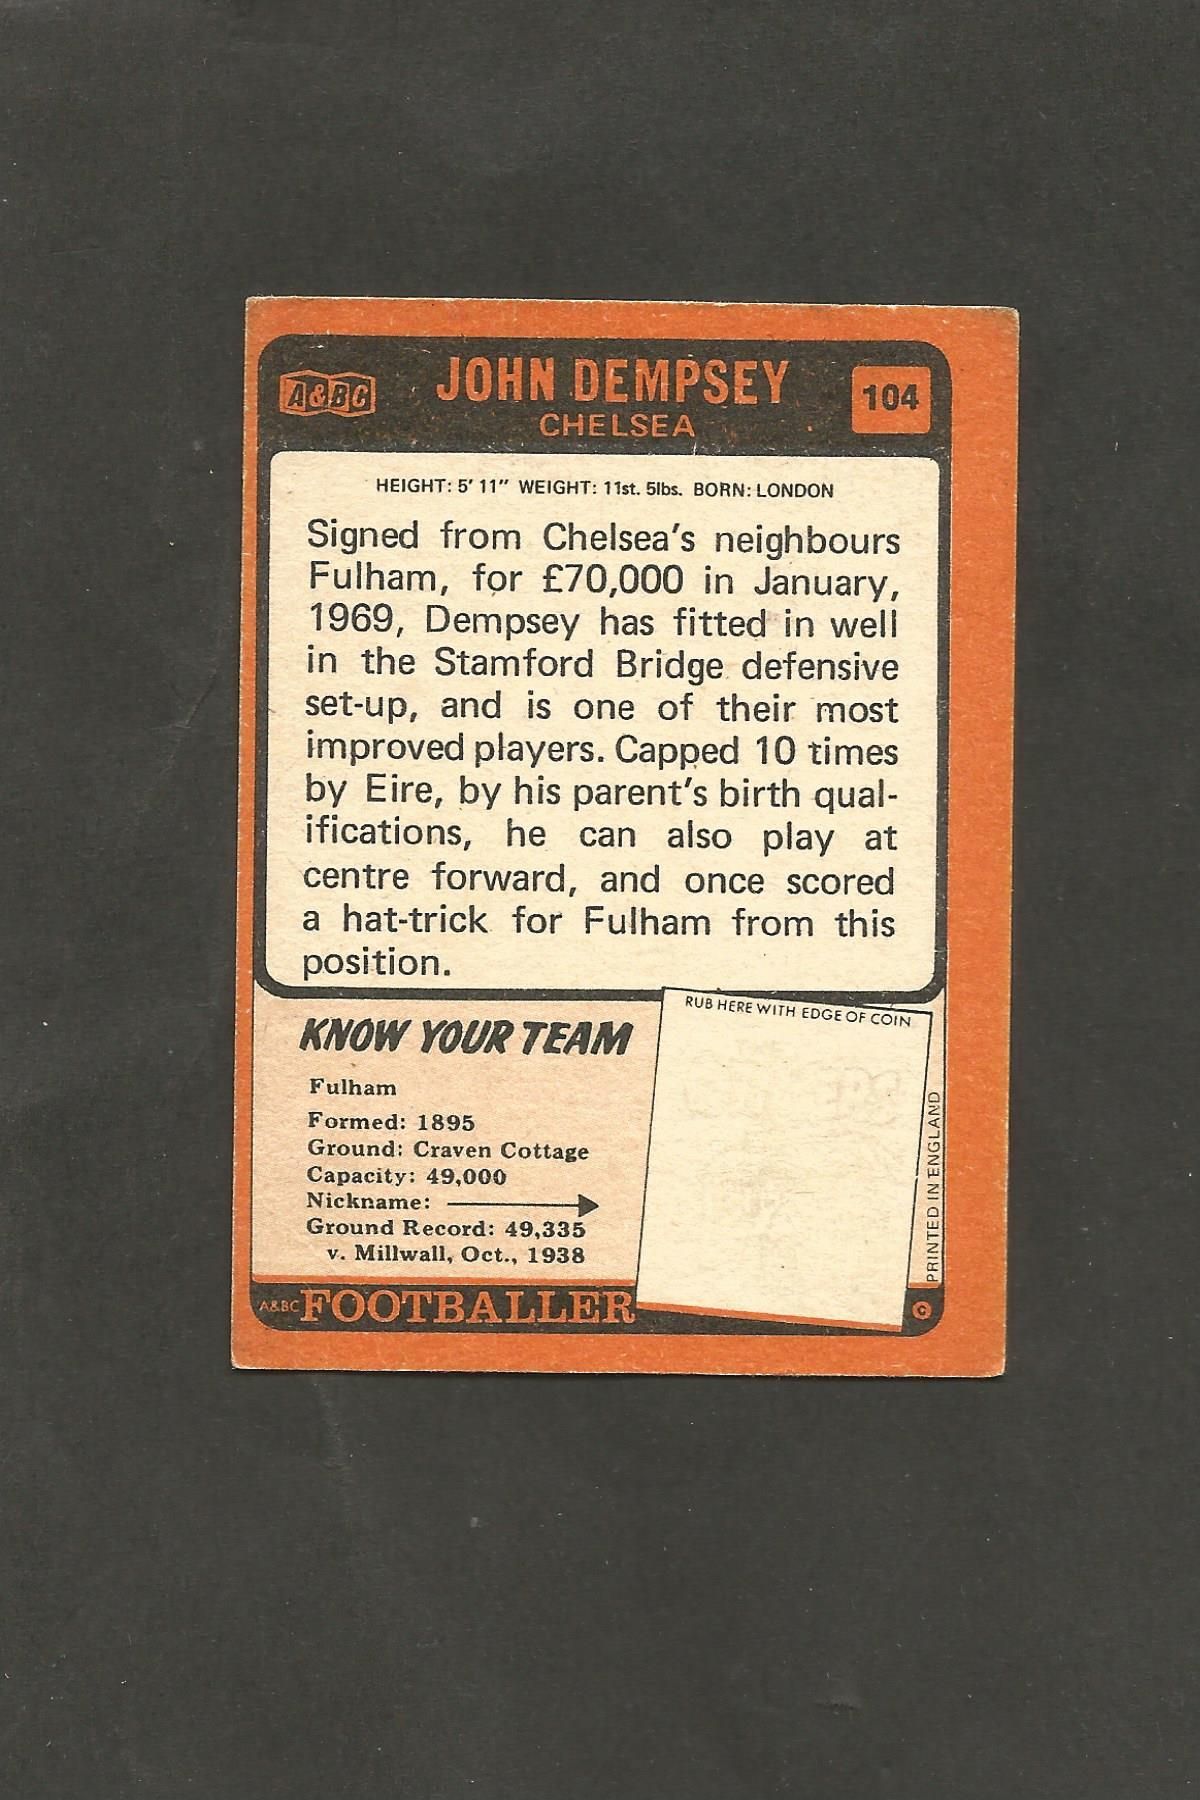 A&BC
JOHN DEMPSEY
104
CHELSEA
HEIGHT: 5' 11" WEIGHT: 11st. 5lbs. BORN: LONDON
Signed from Chelsea's neighbours
Fulham, for £70,000 in January,
1969, Dempsey has fitted in well
in the Stamford Bridge defensive
set-up, and is one of their most
improved players. Capped 10 times
by Eire, by his parent's birth qual-
ifications, he can also play at
centre forward, and once scored
a hat-trick for Fulham from this
position.
KNOW YOUR TEAM
Fulham
Formed: 1895
Ground: Craven Cottage
Capacity: 49,000
Nickname:
Ground Record: 49,335
v. Millwall, Oct., 1938
RUB HERE WITH EDGE OF COIN
PRINTED IN ENGLAND
A&BC FOOTBALLER
©